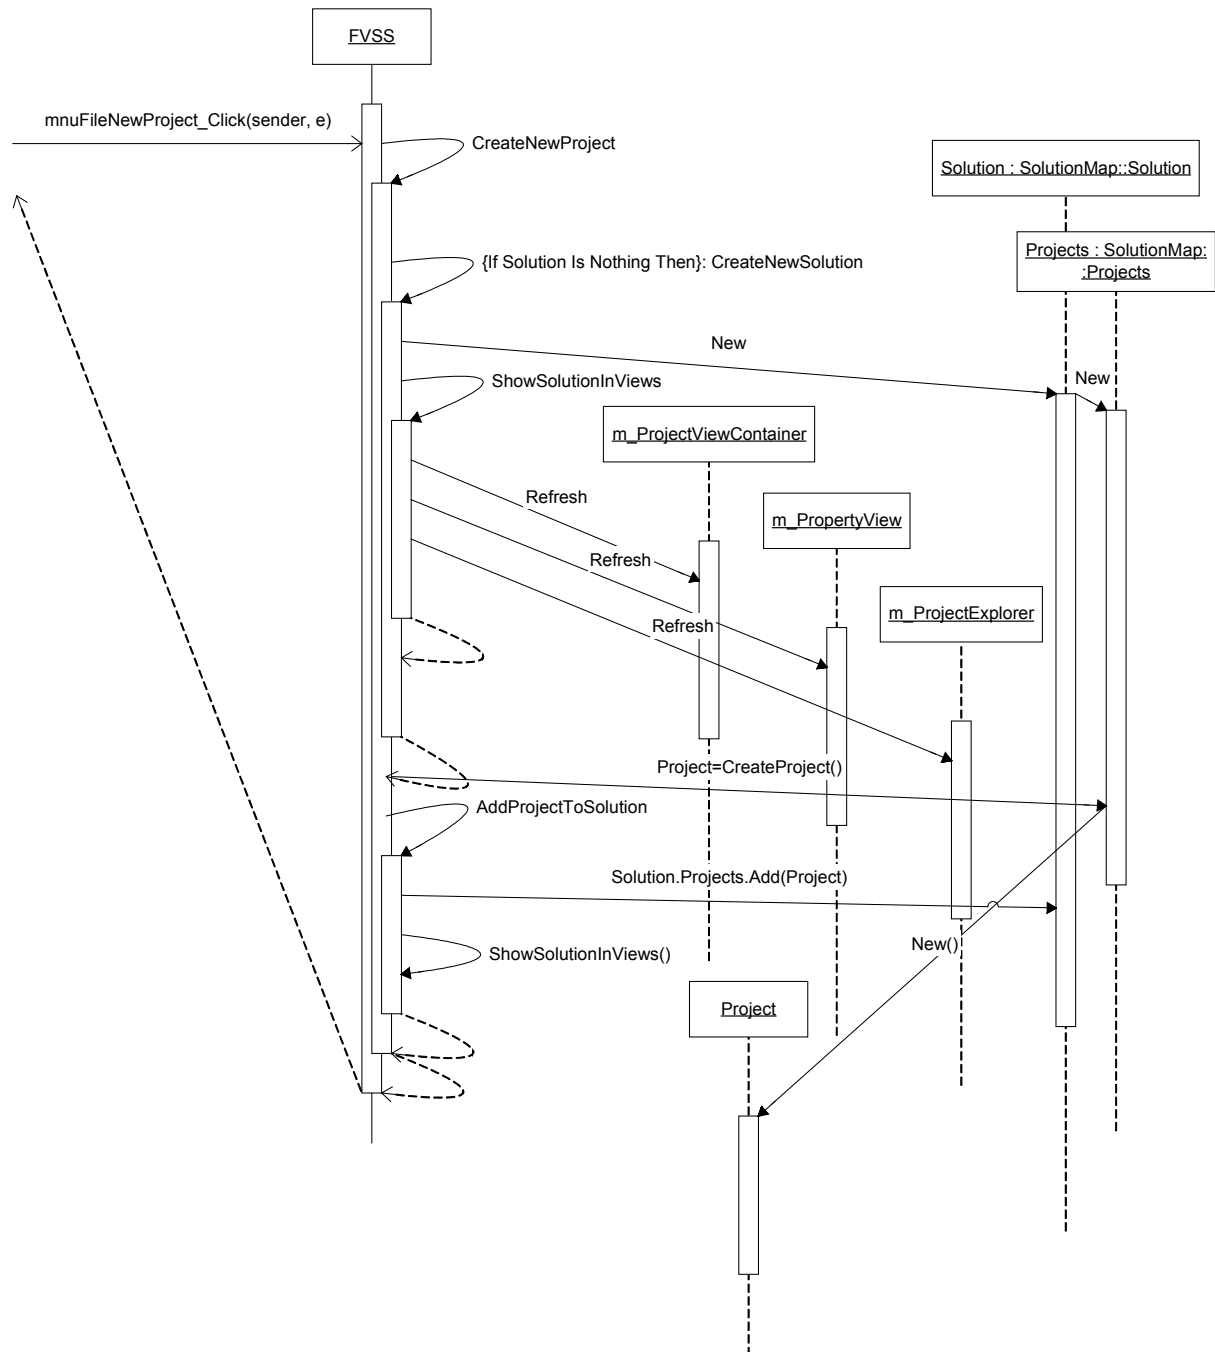 FVSS
mnuFileNewProject_Click(sender, e)
CreateNewProject
Solution : SolutionMap::Solution
Projects : SolutionMap:
:Projects
{If Solution Is Nothing Then}: CreateNewSolution
New
New
ShowSolutionInViews
m_ProjectViewContainer
Refresh
m_PropertyView
Refresh
m_ProjectExplorer
Refresh
Project=CreateProject()
AddProjectToSolution
Solution.Projects.Add(Project)
New()
ShowSolutionInViews()
Project